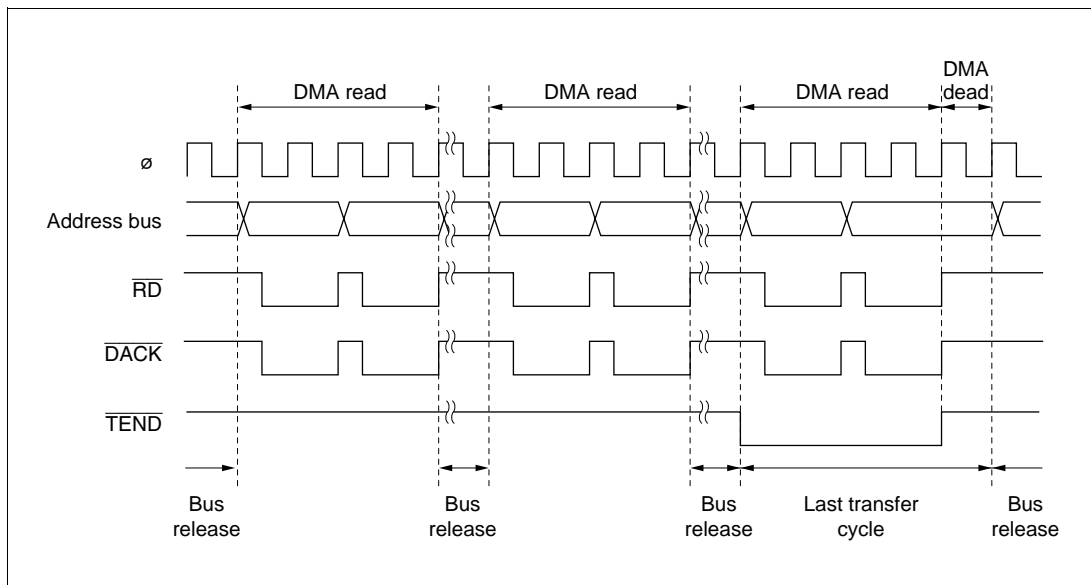 DMA read
DMA read
DMA read
DMA
dead
ø
Address bus
RD
DACK
TEND
Bus
release
Bus
release
Bus
release
Last transfer
cycle
Bus
release